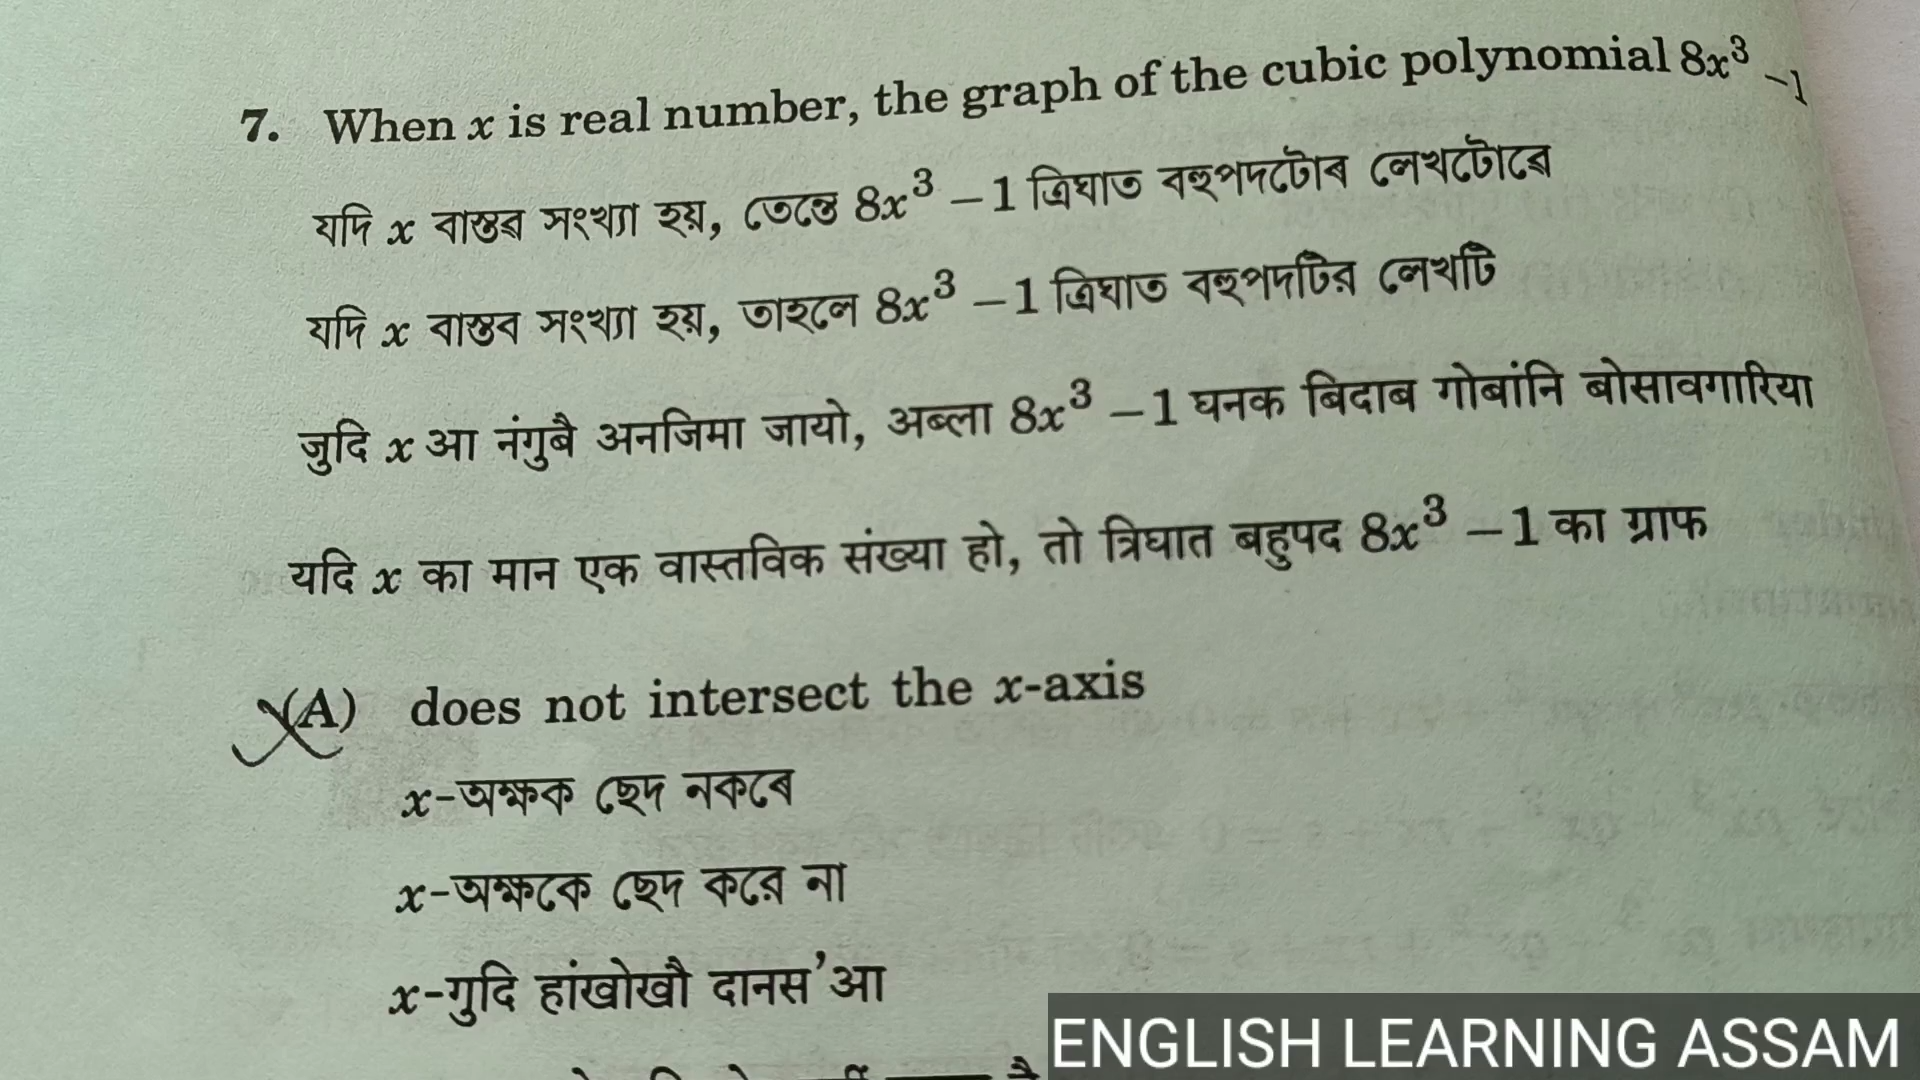 7. When x is real number, the graph of the cubic polynomial 8x³ -1
যদি x বাস্তৱ সংখ্যা হয়, তেন্তে 8x³ – 1 ত্রিঘাত বহুপদটোৰ লেখটোৱে
যদি x বাস্তব সংখ্যা হয়, তাহলে 8x³ – 1 ত্রিঘাত বহুপদটির লেখটি
जुदि x आ नंगुबै अनजिमा जायो, अब्ला 8x³ – 1 घनक बिदाब गोबांनि बोसावगारिया
यदि x का मान एक वास्तविक संख्या हो, तो त्रिघात बहुपद 8x³ – 1 का ग्राफ
(A) does not intersect the x-axis
x-অক্ষক ছেদ নকৰে
x-অক্ষকে ছেদ করে না
x-गुदि हांखोखौ दानस'आ
ENGLISH LEARNING ASSAM